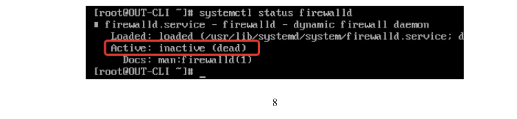 [root@OUT-CLI ~]# systemctl status firewalld
firewalld.service - firewalld - dynamic firewall daemon
Loaded: loaded (/usr/lib/systemd/system/firewalld.service; d
Active: inactive (dead)
Docs: man:firewalld(1)
[root@OUT-CLI ~]# _
8